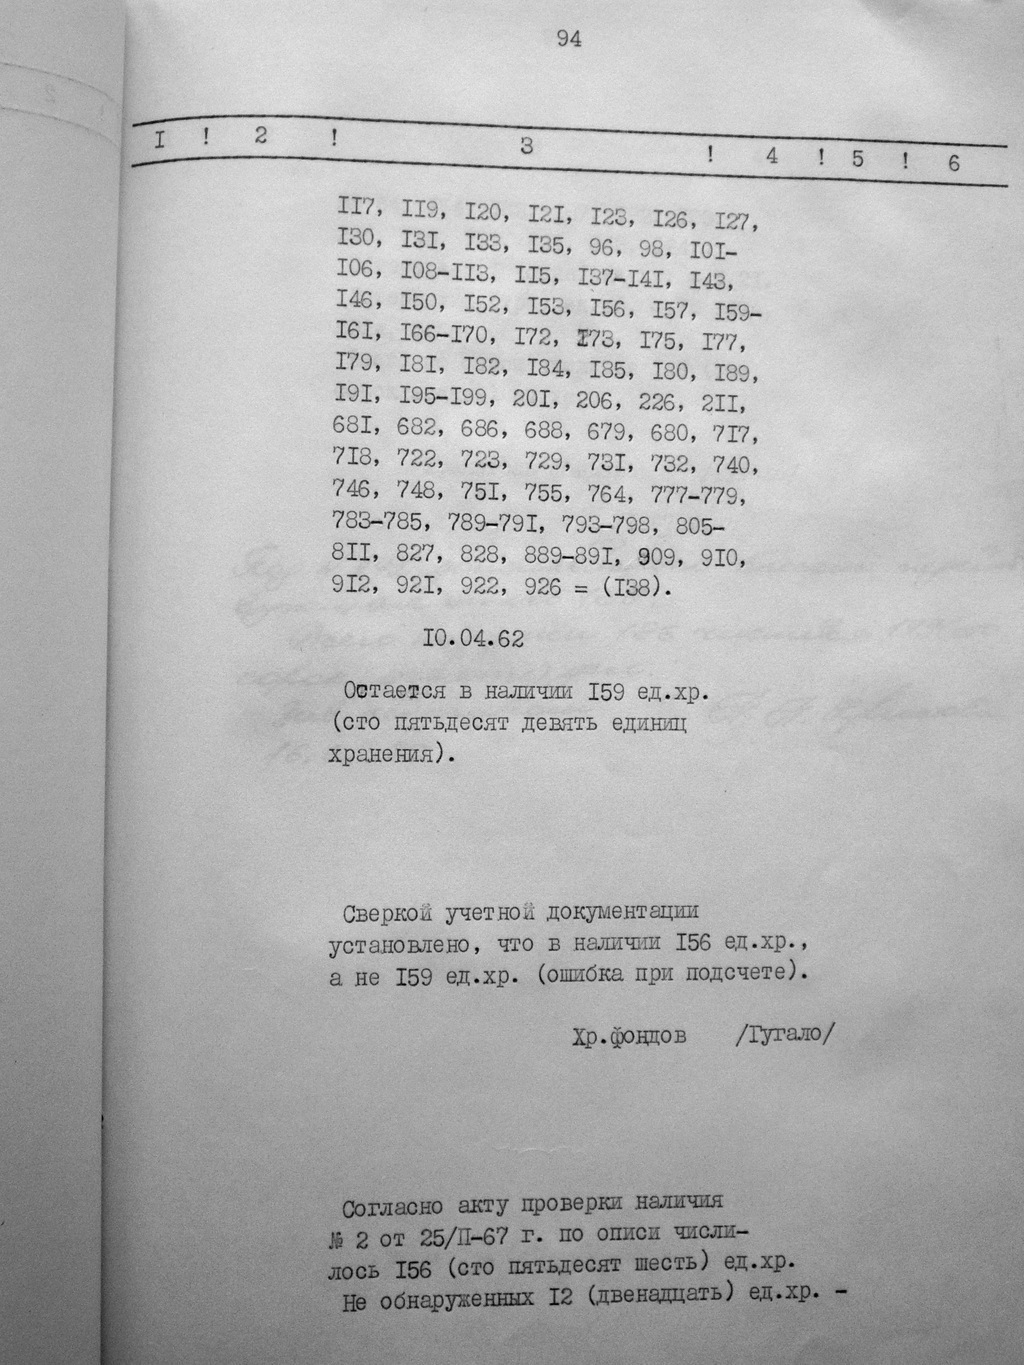 94
I ! 2 ! 3 ! 4 ! 5 ! 6
II7, II9, I20, I2I, I23, I26, I27,
I30, I3I, I33, I35, 96, 98, I0I-
I06, I08-II3, II5, I37-I4I, I43,
I46, I50, I52, I53, I56, I57, I59-
I6I, I66-I70, I72, I73, I75, I77,
I79, I8I, I82, I84, I85, I80, I89,
I9I, I95-I99, 20I, 206, 226, 2II,
68I, 682, 686, 688, 679, 680, 7I7,
7I8, 722, 723, 729, 73I, 732, 740,
746, 748, 75I, 755, 764, 777-779,
783-785, 789-79I, 793-798, 805-
8II, 827, 828, 889-89I, 909, 9I0,
9I2, 92I, 922, 926 = (I38).
I0.04.62
Остается в наличии I59 ед.хр.
(сто пятьдесят девять единиц
хранения).
Сверкой учетной документации
установлено, что в наличии I56 ед.хр.,
а не I59 ед.хр. (ошибка при подсчете).
Хр.фондов /Гугало/
Согласно акту проверки наличия
№ 2 от 25/П-67 г. по описи числи-
лось I56 (сто пятьдесят шесть) ед.хр.
Не обнаруженных I2 (двенадцать) ед.хр. -